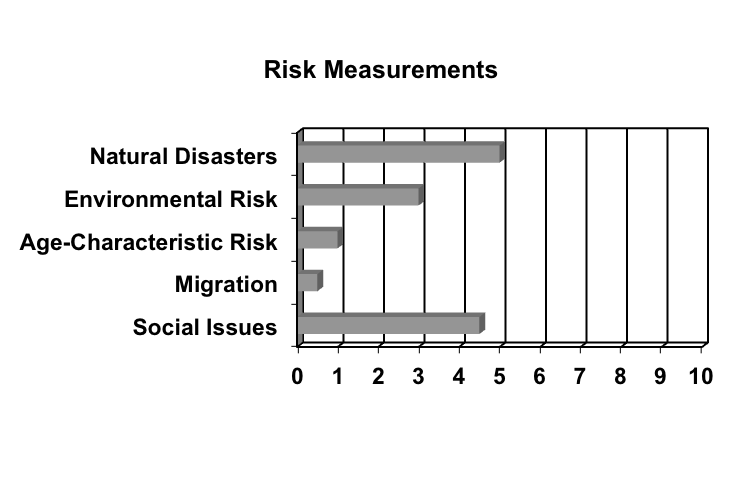 Risk Measurements
Natural Disasters
Environmental Risk
Age-Characteristic Risk
Migration
Social Issues
0 1 2 3 4 5 6 7 8 9 10